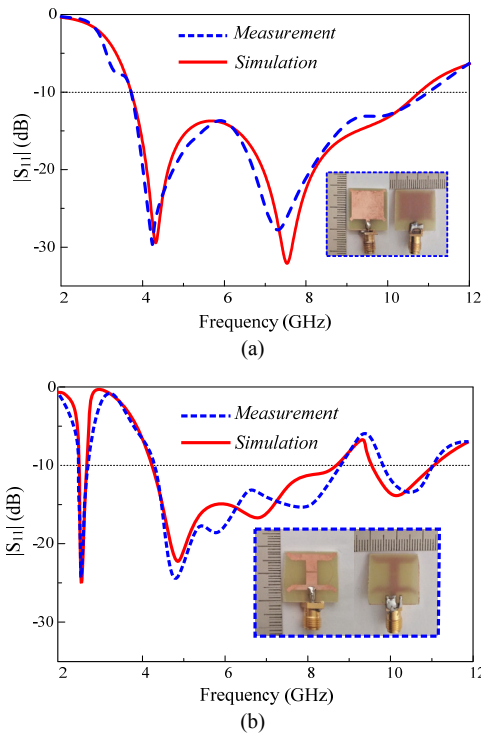 0
-10
-20
-30
|S11| (dB)
Measurement
Simulation
2
4
6
8
10
12
Frequency (GHz)
(a)
0
-10
-20
-30
|S11| (dB)
Measurement
Simulation
2
4
6
8
10
12
Frequency (GHz)
(b)